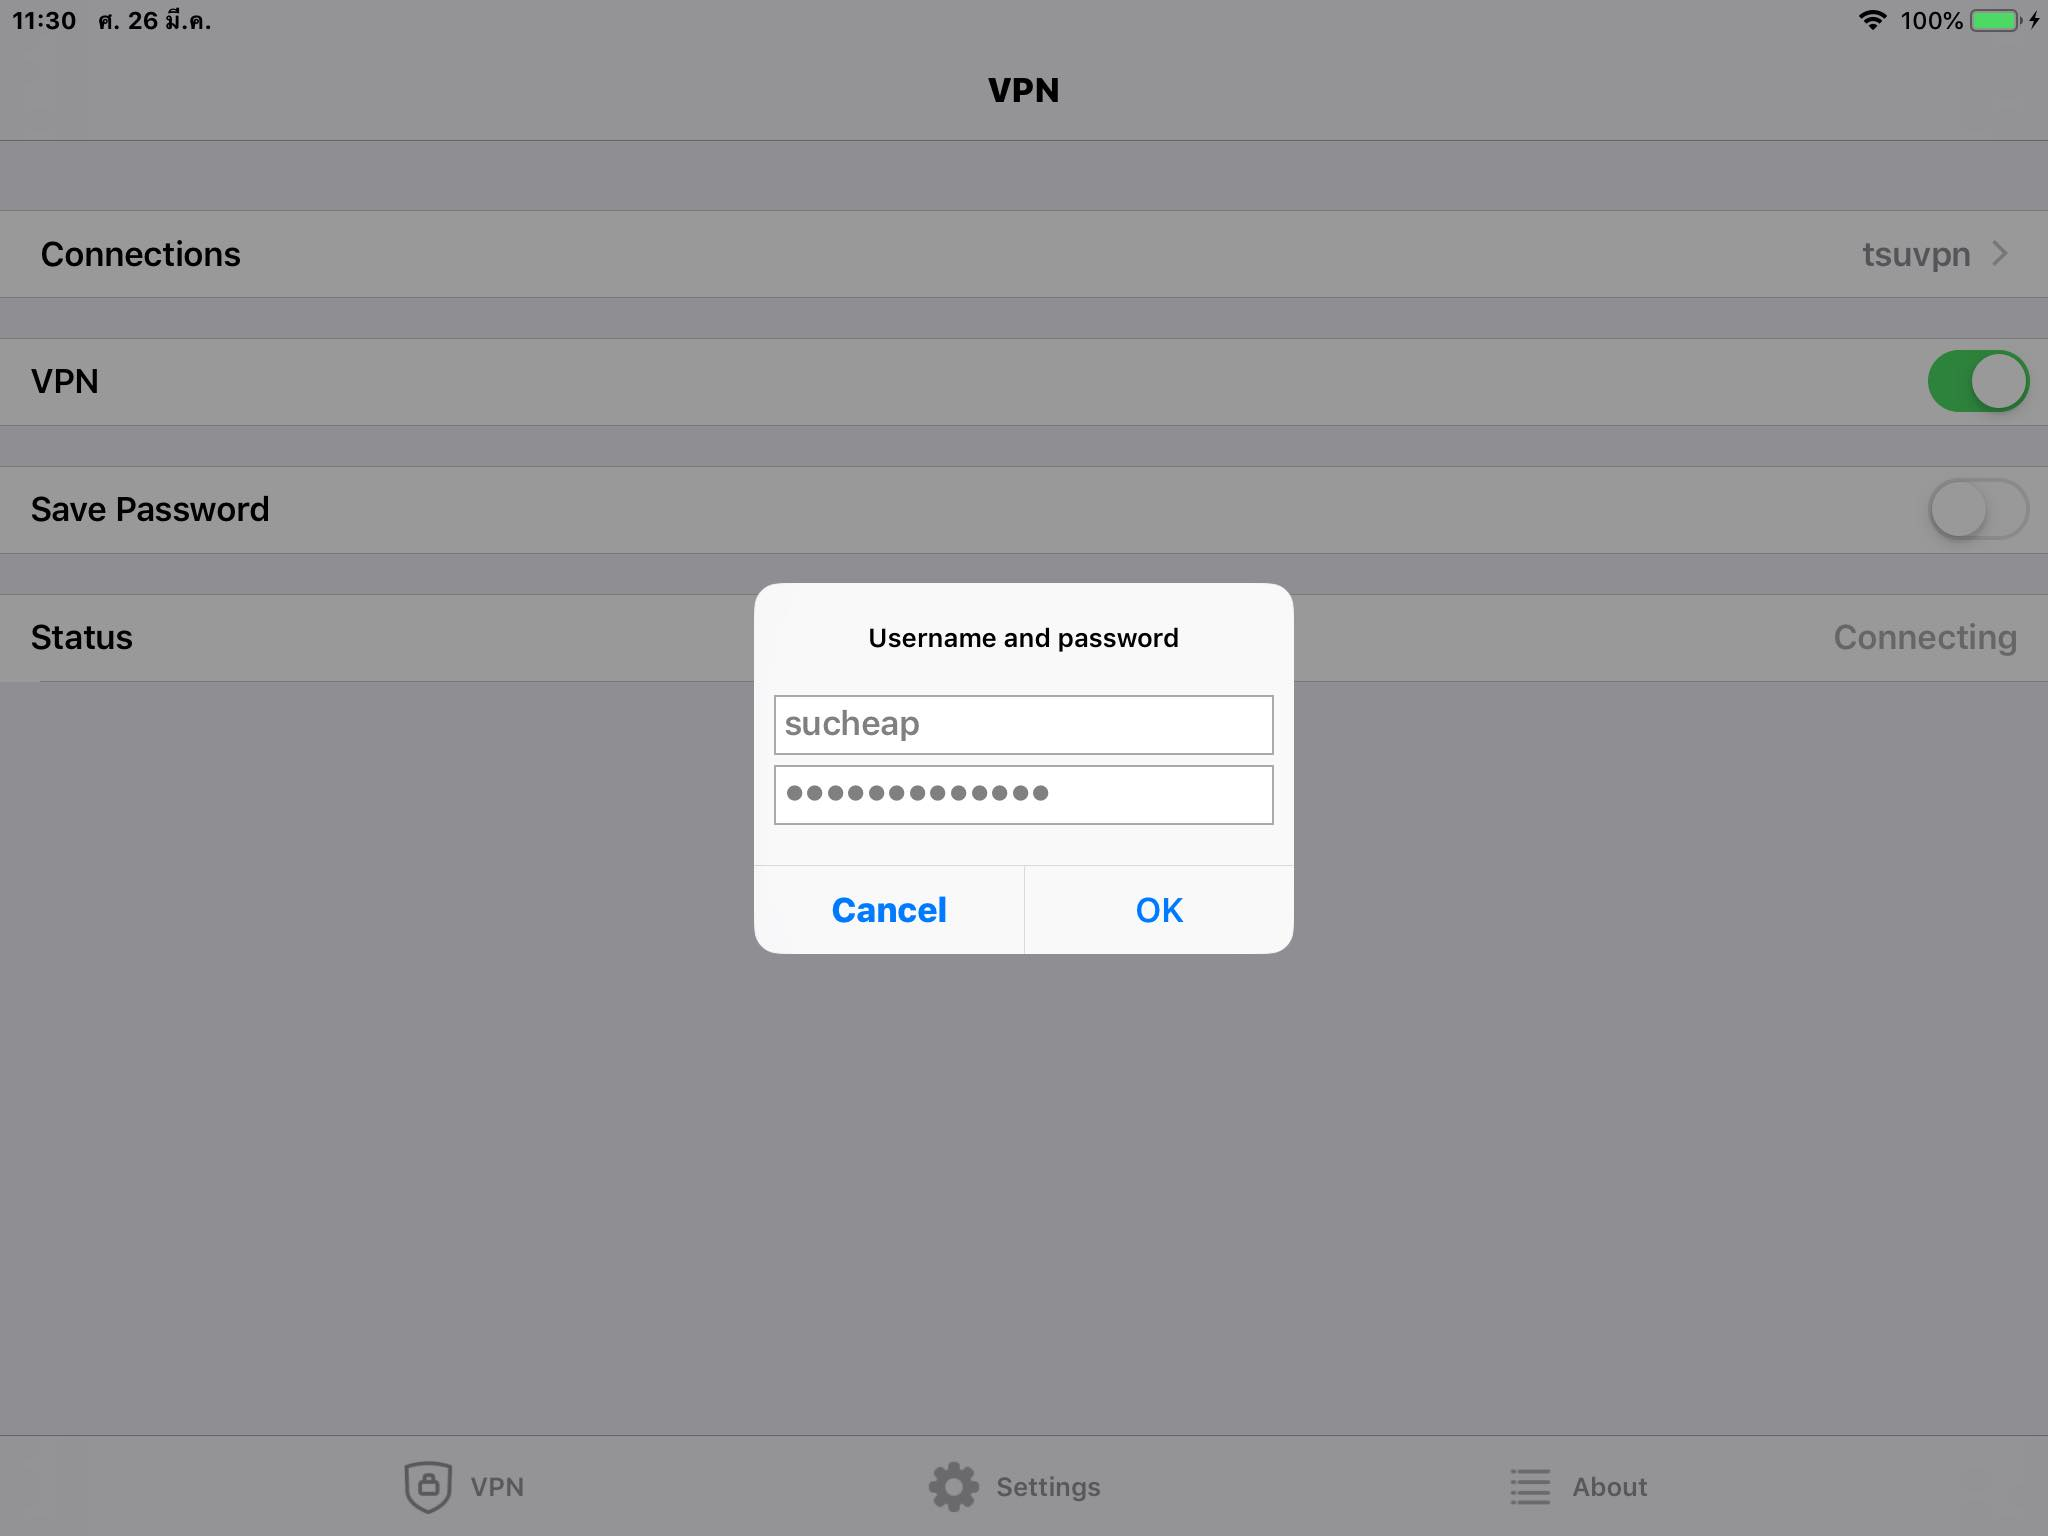 11:30 ศ. 26 มี.ค.
100%
VPN
Connections
tsuvpn
VPN
Save Password
Status
Connecting
Username and password
sucheap
●●●●●●●●●●●●●
Cancel
OK
VPN
Settings
About